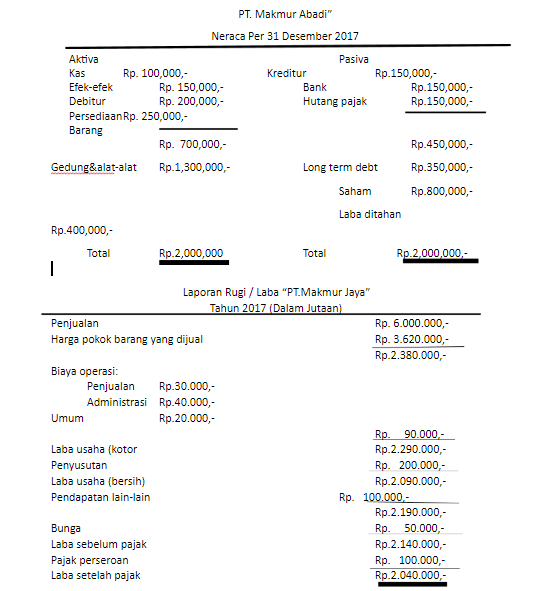 PT. Makmur Abadi”
Neraca Per 31 Desember 2017
Aktiva Pasiva
Kas Rp. 100,000,- Kreditur Rp.150,000,-
Efek-efek Rp. 150,000,- Bank Rp.150,000,-
Debitur Rp. 200,000,- Hutang pajak Rp.150,000,-
PersediaanRp. 250,000,-
Barang
Rp. 700,000,- Rp.450,000,-
Gedung&alat-alat Rp.1,300,000,- Long term debt Rp.350,000,-
Saham Rp.800,000,-
Laba ditahan
Rp.400,000,-
Total Rp.2,000,000 Total Rp.2,000,000,-
Laporan Rugi / Laba “PT.Makmur Jaya”
Tahun 2017 (Dalam Jutaan)
Penjualan Rp. 6.000.000,-
Harga pokok barang yang dijual Rp. 3.620.000,-
Rp.2.380.000,-
Biaya operasi:
Penjualan Rp.30.000,-
Administrasi Rp.40.000,-
Umum Rp.20.000,-
Rp. 90.000,-
Laba usaha (kotor Rp.2.290.000,-
Penyusutan Rp. 200.000,-
Laba usaha (bersih) Rp.2.090.000,-
Pendapatan lain-lain Rp. 100.000,-
Rp.2.190.000,-
Bunga Rp. 50.000,-
Laba sebelum pajak Rp.2.140.000,-
Pajak perseroan Rp. 100.000,-
Laba setelah pajak Rp.2.040.000,-